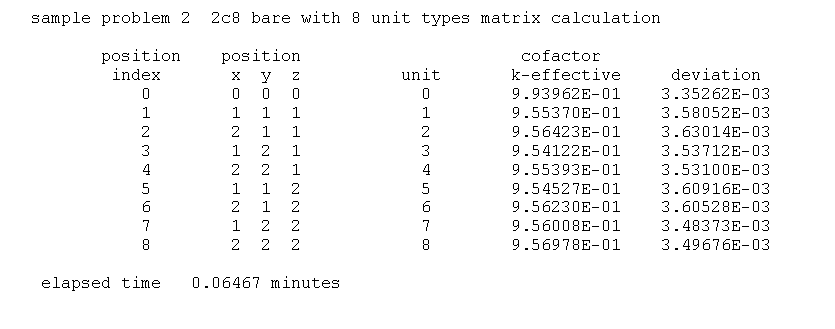 sample problem 2  2c8 bare with 8 unit types matrix calculation
position position cofactor
index x y z unit k-effective deviation
0 0 0 0 0 9.93962E-01 3.35262E-03
1 1 1 1 1 9.55370E-01 3.58052E-03
2 2 1 1 2 9.56423E-01 3.63014E-03
3 1 2 1 3 9.54122E-01 3.53712E-03
4 2 2 1 4 9.55393E-01 3.53100E-03
5 1 1 2 5 9.54527E-01 3.60916E-03
6 2 1 2 6 9.56230E-01 3.60528E-03
7 1 2 2 7 9.56008E-01 3.48373E-03
8 2 2 2 8 9.56978E-01 3.49676E-03
elapsed time 0.06467 minutes